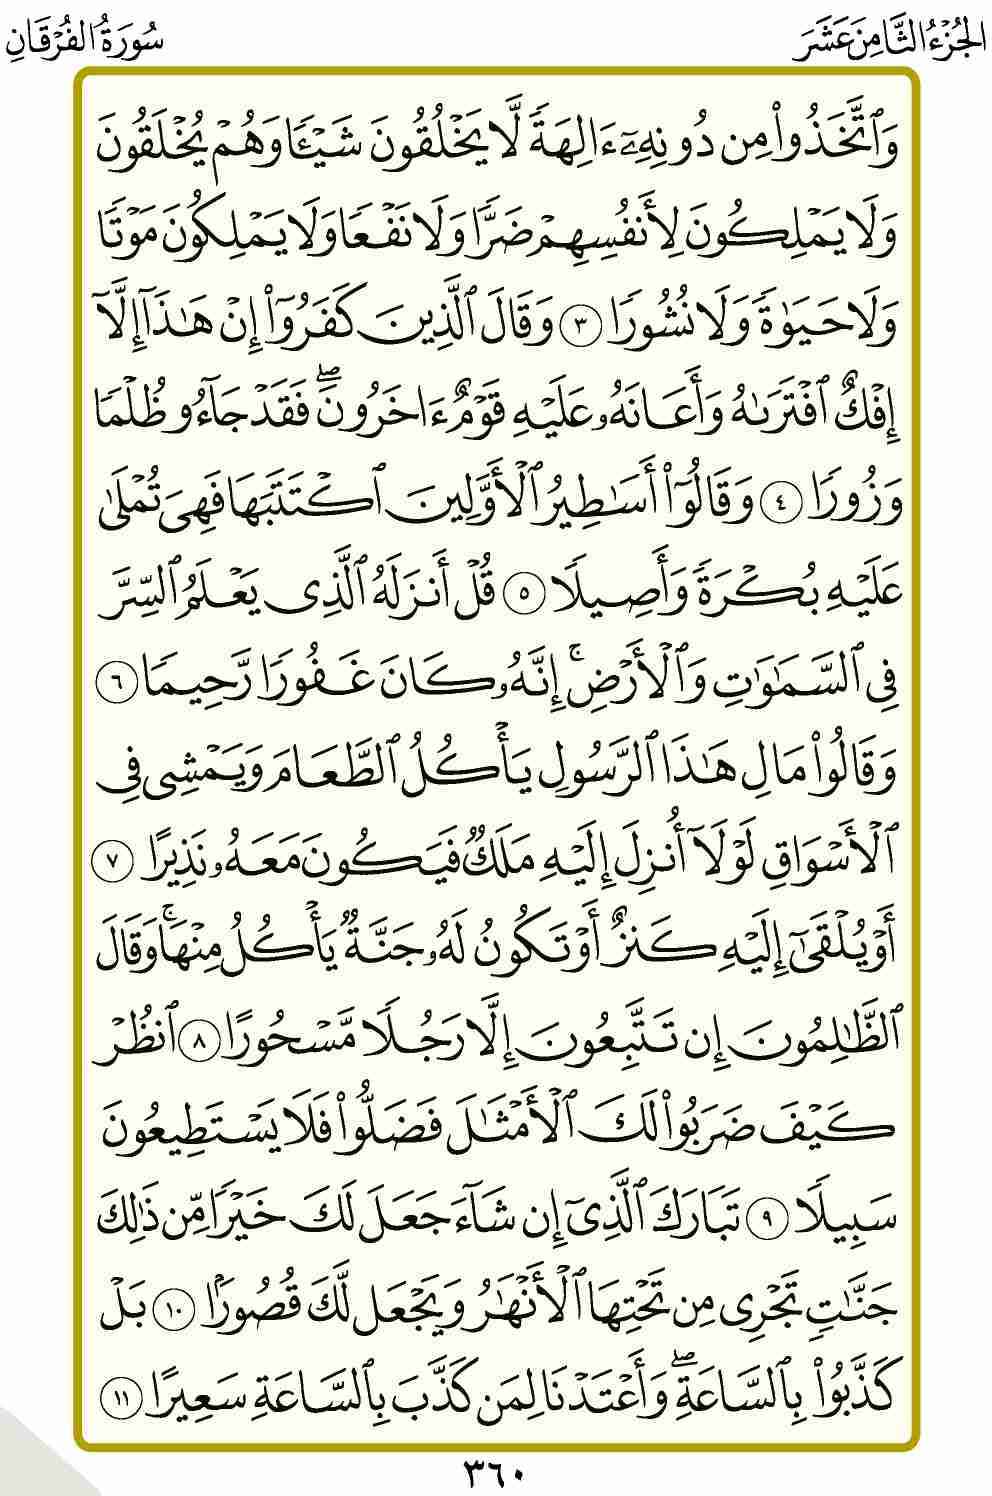 الجُزْءُ الثَّامِنَ عَشَرَ
سُورَةُ الفُرْقَانِ
وَٱتَّخَذُواْ مِن دُونِهِۦٓ ءَالِهَةً لَّا يَخْلُقُونَ شَيْـًٔا وَهُمْ يُخْلَقُونَ
وَلَا يَمْلِكُونَ لِأَنفُسِهِمْ ضَرًّا وَلَا نَفْعًا وَلَا يَمْلِكُونَ مَوْتًا
وَلَا حَيَوٰةً وَلَا نُشُورًا ٣ وَقَالَ ٱلَّذِينَ كَفَرُوٓاْ إِنْ هَٰذَآ إِلَّآ
إِفْكٌ ٱفْتَرَىٰهُ وَأَعَانَهُۥ عَلَيْهِ قَوْمٌ ءَاخَرُونَۖ فَقَدْ جَآءُو ظُلْمًا
وَزُورًا ٤ وَقَالُوٓاْ أَسَٰطِيرُ ٱلْأَوَّلِينَ ٱكْتَتَبَهَا فَهِىَ تُمْلَىٰ
عَلَيْهِ بُكْرَةً وَأَصِيلًا ٥ قُلْ أَنزَلَهُ ٱلَّذِى يَعْلَمُ ٱلسِّرَّ
فِى ٱلسَّمَٰوَٰتِ وَٱلْأَرْضِۚ إِنَّهُۥ كَانَ غَفُورًا رَّحِيمًا ٦
وَقَالُواْ مَالِ هَٰذَا ٱلرَّسُولِ يَأْكُلُ ٱلطَّعَامَ وَيَمْشِى فِى
ٱلْأَسْوَاقِ لَوْلَآ أُنزِلَ إِلَيْهِ مَلَكٌ فَيَكُونَ مَعَهُۥ نَذِيرًا ٧
أَوْ يُلْقَىٰٓ إِلَيْهِ كَنزٌ أَوْ تَكُونُ لَهُۥ جَنَّةٌ يَأْكُلُ مِنْهَاۚ وَقَالَ
ٱلظَّٰلِمُونَ إِن تَتَّبِعُونَ إِلَّا رَجُلًا مَّسْحُورًا ٨ ٱنظُرْ
كَيْفَ ضَرَبُواْ لَكَ ٱلْأَمْثَٰلَ فَضَلُّواْ فَلَا يَسْتَطِيعُونَ
سَبِيلًا ٩ تَبَارَكَ ٱلَّذِىٓ إِن شَآءَ جَعَلَ لَكَ خَيْرًا مِّن ذَٰلِكَ
جَنَّٰتٍ تَجْرِى مِن تَحْتِهَا ٱلْأَنْهَٰرُ وَيَجْعَل لَّكَ قُصُورًۢا ١٠ بَلْ
كَذَّبُواْ بِٱلسَّاعَةِۖ وَأَعْتَدْنَا لِمَن كَذَّبَ بِٱلسَّاعَةِ سَعِيرًا ١١
٣٦٠